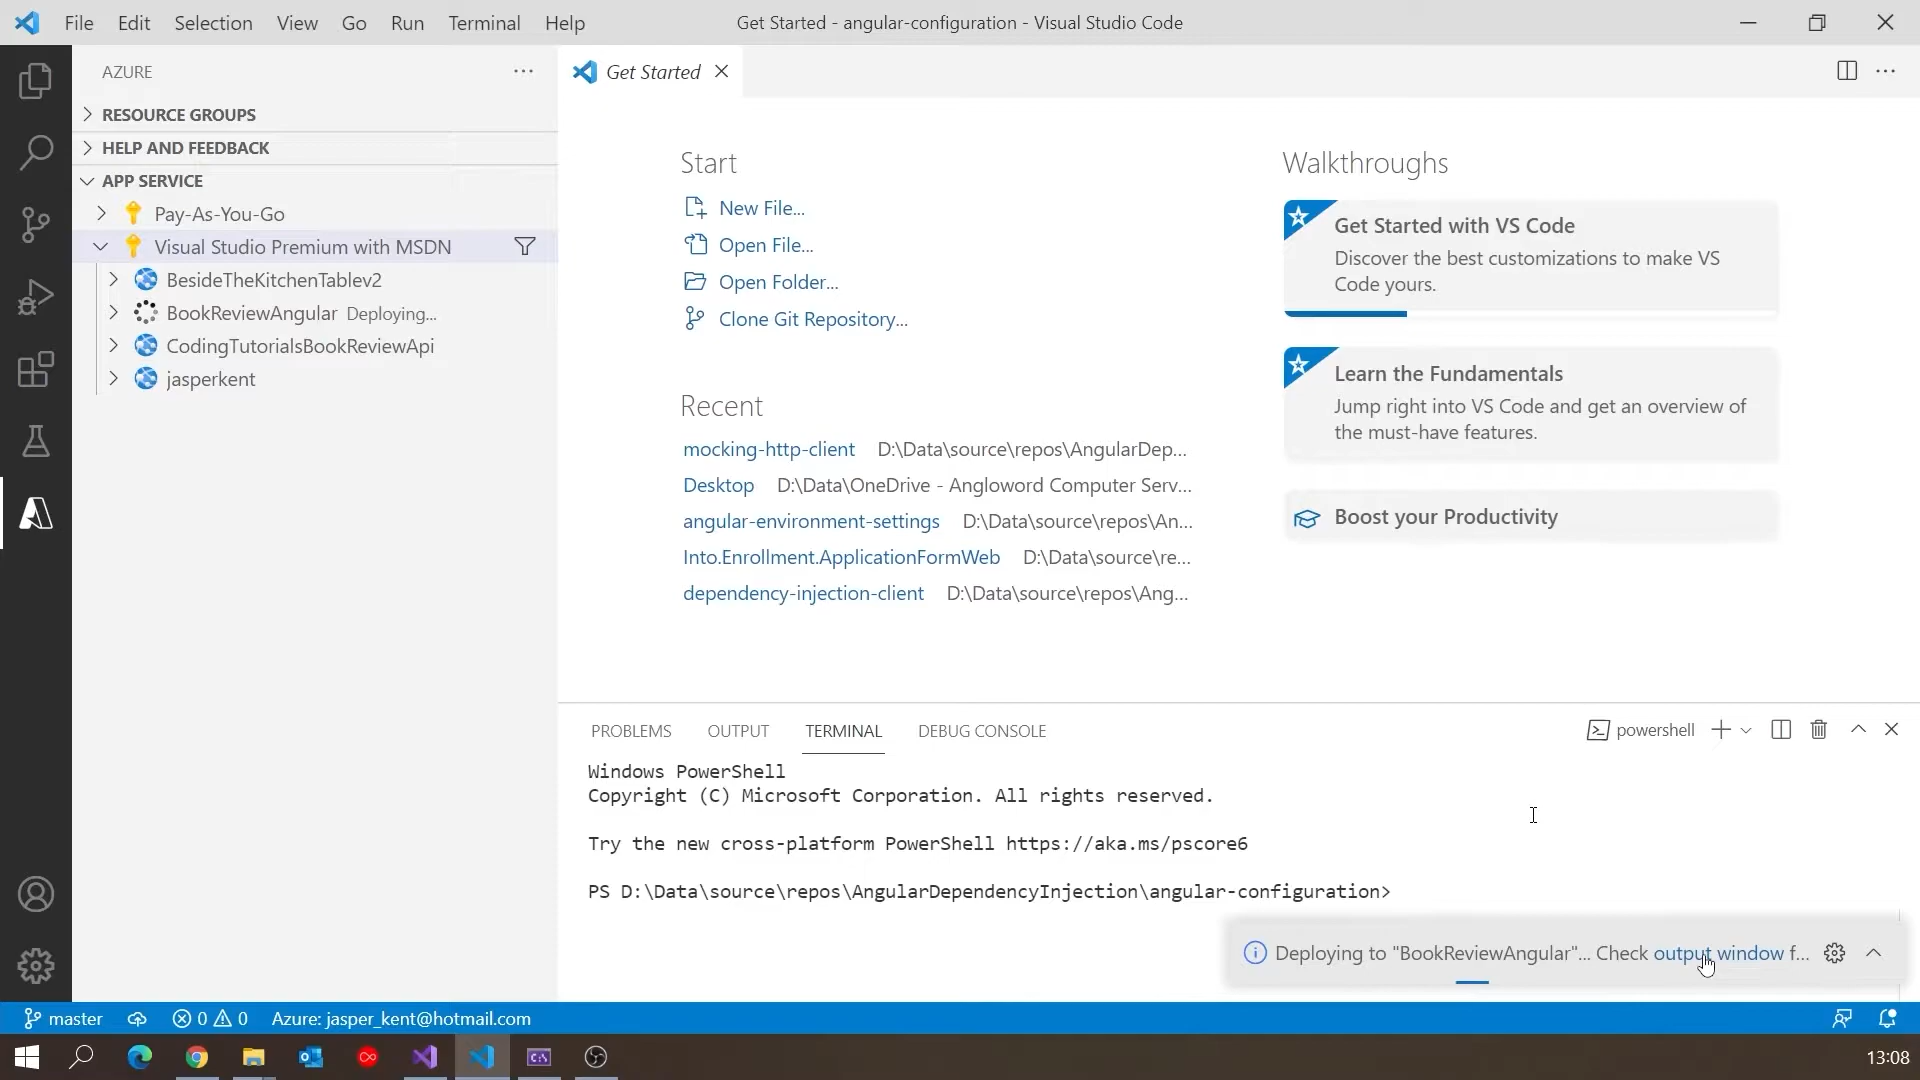 File Edit Selection View Go Run Terminal Help
Get Started - angular-configuration - Visual Studio Code
AZURE
RESOURCE GROUPS
HELP AND FEEDBACK
APP SERVICE
Pay-As-You-Go
Visual Studio Premium with MSDN
BesideTheKitchenTablev2
BookReviewAngular Deploying...
CodingTutorialsBookReviewApi
jasperkent
Get Started
Start
New File...
Open File...
Open Folder...
Clone Git Repository...
Recent
mocking-http-client D:\Data\source\repos\AngularDep...
Desktop D:\Data\OneDrive - Angloword Computer Serv...
angular-environment-settings D:\Data\source\repos\An...
Into.Enrollment.ApplicationFormWeb D:\Data\source\re...
dependency-injection-client D:\Data\source\repos\Ang...
Walkthroughs
Get Started with VS Code
Discover the best customizations to make VS
Code yours.
Learn the Fundamentals
Jump right into VS Code and get an overview of
the must-have features.
Boost your Productivity
PROBLEMS OUTPUT TERMINAL DEBUG CONSOLE
powershell
Windows PowerShell
Copyright (C) Microsoft Corporation. All rights reserved.
Try the new cross-platform PowerShell https://aka.ms/pscore6
PS D:\Data\source\repos\AngularDependencyInjection\angular-configuration>
Deploying to "BookReviewAngular"... Check output window f...
master 0 0 Azure: jasper_kent@hotmail.com
13:08